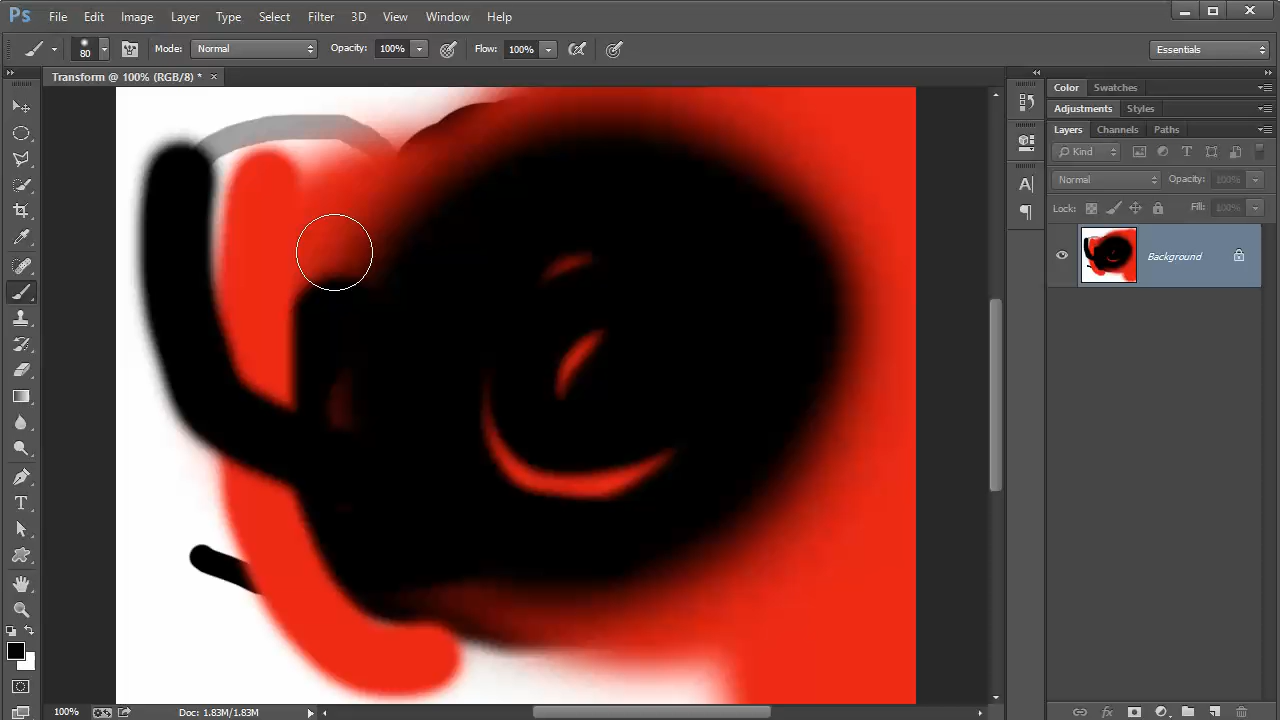 Ps File Edit Image Layer Type Select Filter 3D View Window Help
80 Mode: Normal Opacity: 100% Flow: 100% Essentials
Transform @ 100% (RGB/8) * ×
Color Swatches
Adjustments Styles
Layers Channels Paths
Kind T
Normal Opacity: 100%
Lock: Fill: 100%
Background
A
T
100% Doc: 1.83M/1.83M